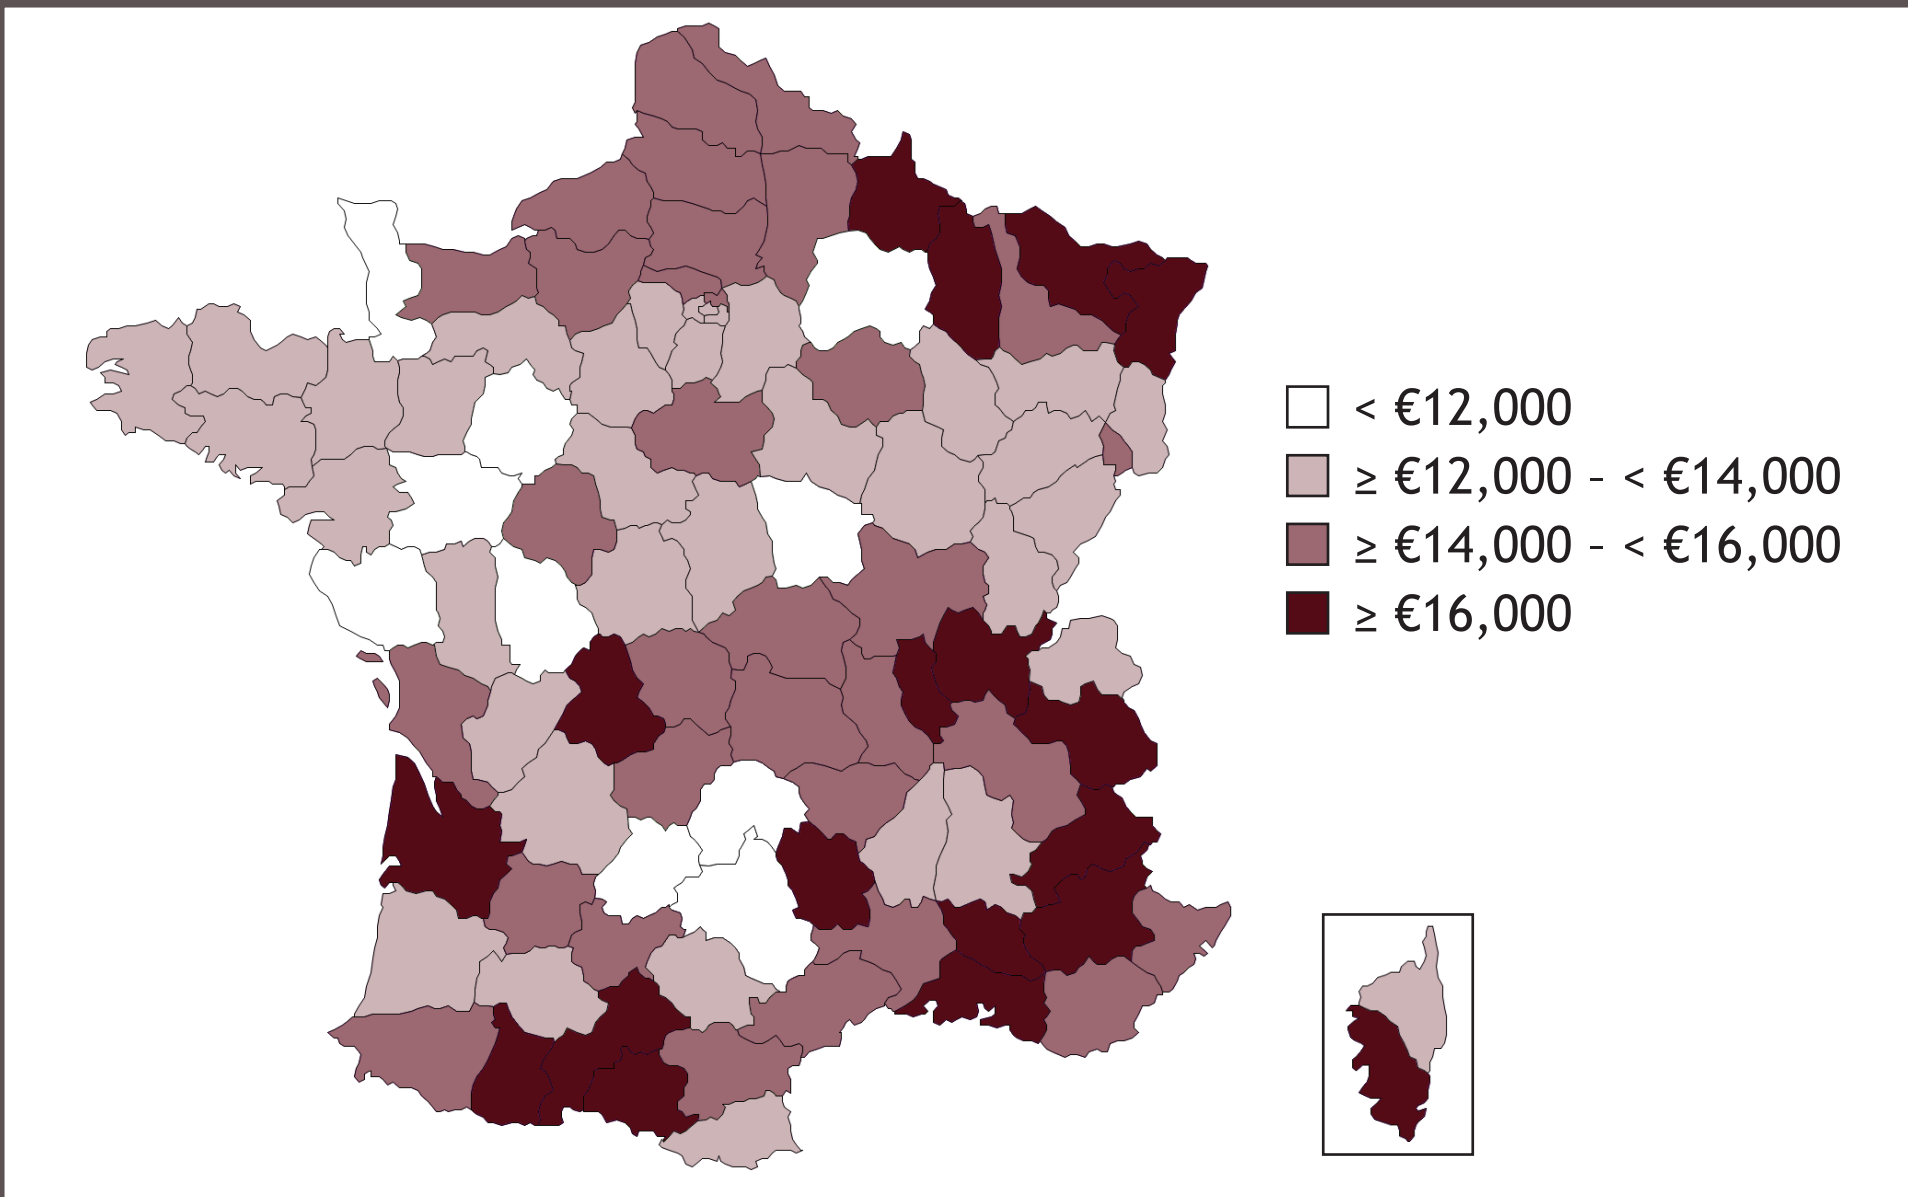 < €12,000
≥ €12,000 - < €14,000
≥ €14,000 - < €16,000
≥ €16,000